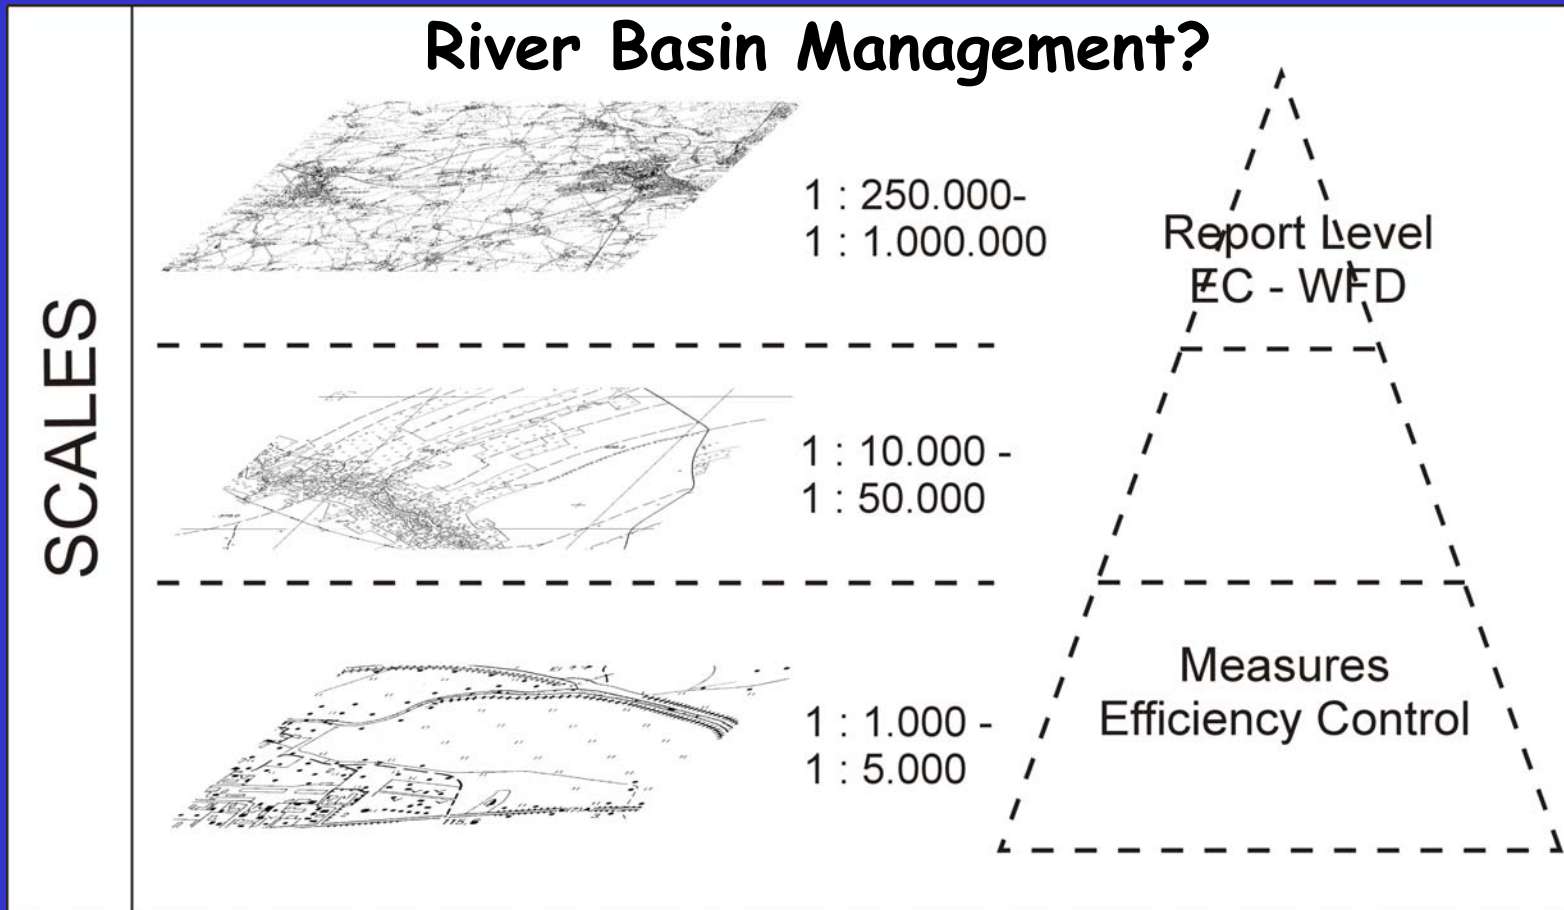 River Basin Management?
SCALES
1 : 250.000-
1 : 1.000.000
Report Level
EC - WFD
1 : 10.000 -
1 : 50.000
1 : 1.000 -
1 : 5.000
Measures
Efficiency Control